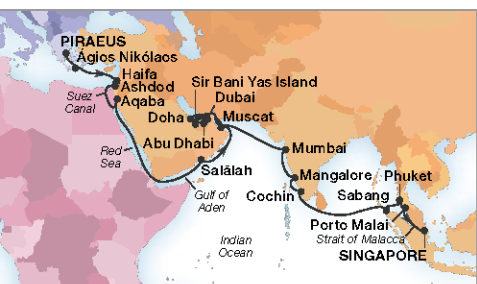 PIRAEUS
Ágios Nikólaos
Haifa
Ashdod
Aqaba
Suez
Canal
Sir Bani Yas Island
Dubai
Doha
Muscat
Abu Dhabi
Red
Sea
Salālah
Gulf of
Aden
Mumbai
Mangalore
Phuket
Cochin
Sabang
Porto Malai
Strait of Malacca
Indian
Ocean
SINGAPORE